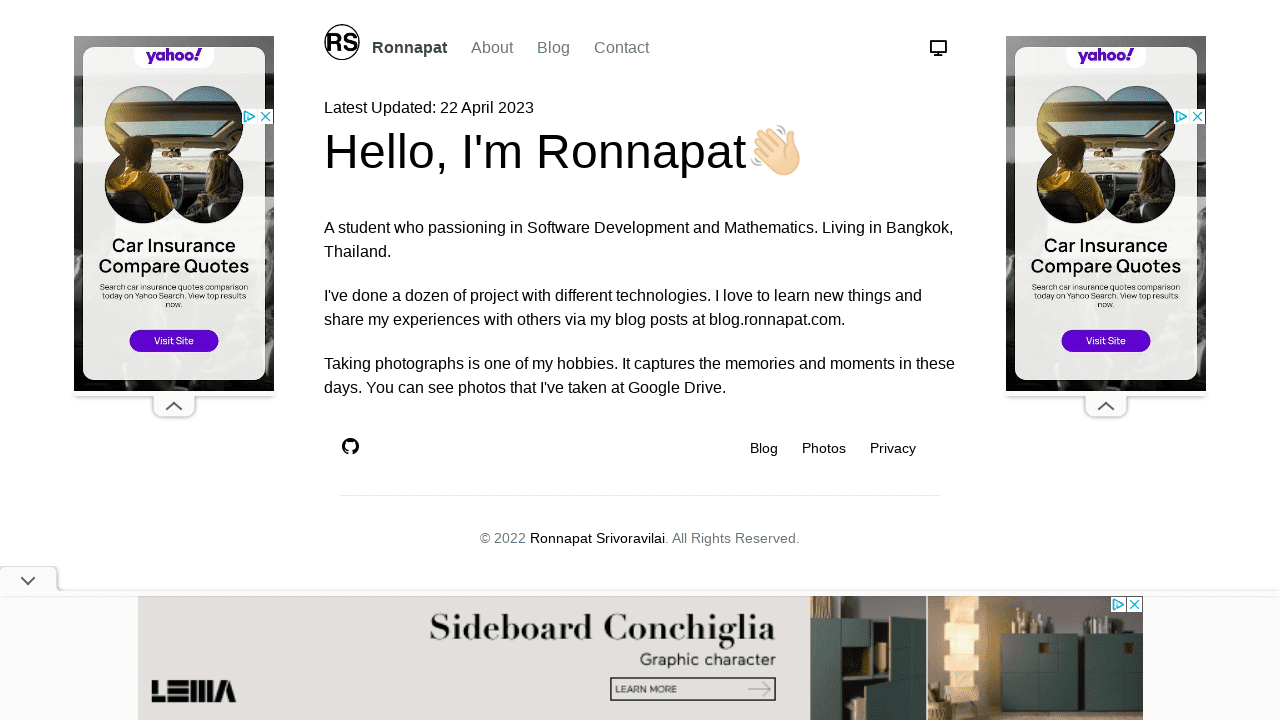 RS
Ronnapat About Blog Contact
Latest Updated: 22 April 2023
Hello, I'm Ronnapat👋🏻
A student who passioning in Software Development and Mathematics. Living in Bangkok,
Thailand.
I've done a dozen of project with different technologies. I love to learn new things and
share my experiences with others via my blog posts at blog.ronnapat.com.
Taking photographs is one of my hobbies. It captures the memories and moments in these
days. You can see photos that I've taken at Google Drive.
Blog Photos Privacy
© 2022 Ronnapat Srivoravilai. All Rights Reserved.
yahoo!
Car Insurance
Compare Quotes
Search car insurance quotes comparison
today on Yahoo Search. View top results
now.
Visit Site
yahoo!
Car Insurance
Compare Quotes
Search car insurance quotes comparison
today on Yahoo Search. View top results
now.
Visit Site
Sideboard Conchiglia
Graphic character
LEMA
LEARN MORE